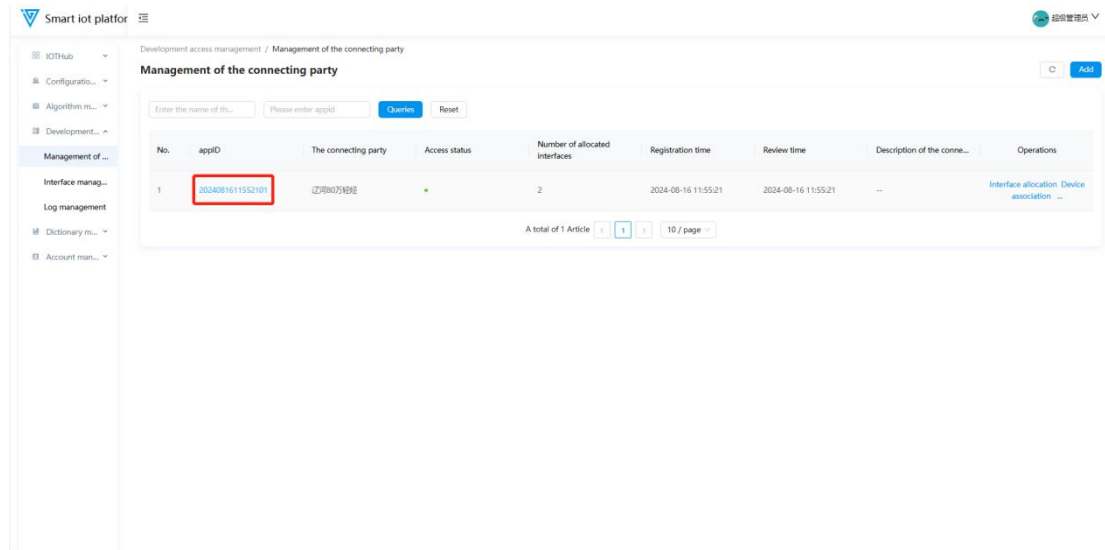 Smart iot platfor
超级管理员
IOTHub
Configuratio...
Algorithm m...
Development...
Management of ...
Interface manag...
Log management
Dictionary m...
Account man...
Development access management / Management of the connecting party
Management of the connecting party
Add
Enter the name of th...
Please enter appid
Queries
Reset
No.
appID
The connecting party
Access status
Number of allocated
interfaces
Registration time
Review time
Description of the conne...
Operations
1
2024081611552101
辽河80万轻烃
2
2024-08-16 11:55:21
2024-08-16 11:55:21
--
Interface allocation Device
association ...
A total of 1 Article
<
1
>
10 / page